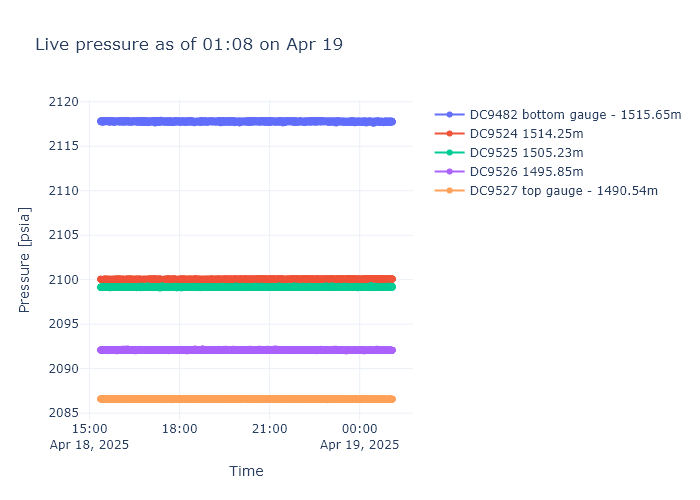 Live pressure as of 01:08 on Apr 19
2120
2115
2110
2105
2100
2095
2090
2085
Pressure [psia]
15:00
Apr 18, 2025
18:00
21:00
00:00
Apr 19, 2025
Time
DC9482 bottom gauge - 1515.65m
DC9524 1514.25m
DC9525 1505.23m
DC9526 1495.85m
DC9527 top gauge - 1490.54m